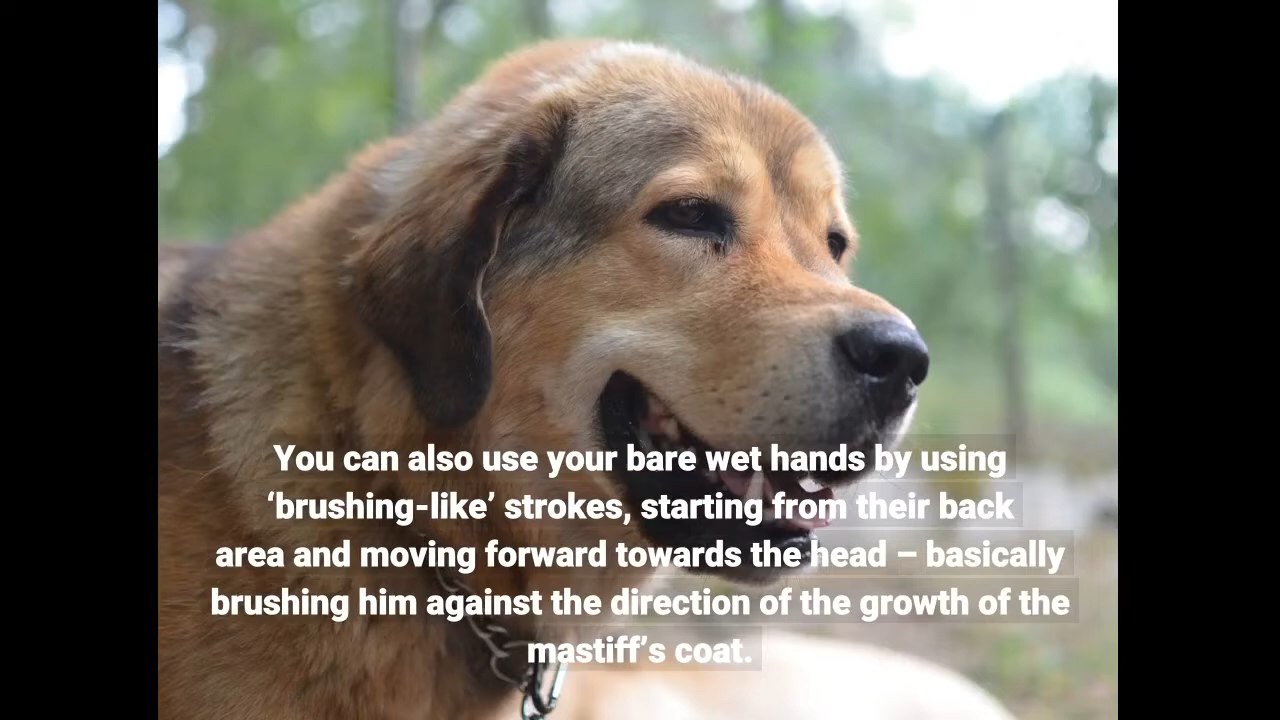 You can also use your bare wet hands by using
‘brushing-like’ strokes, starting from their back
area and moving forward towards the head – basically
brushing him against the direction of the growth of the
mastiff’s coat.